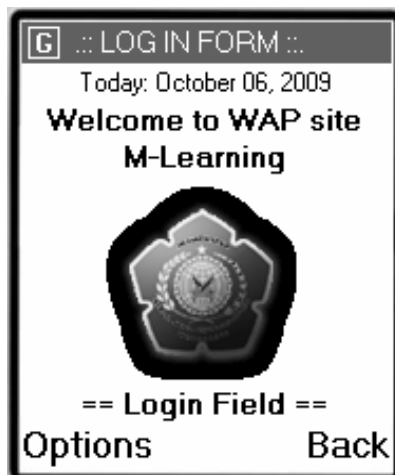 G .:: LOG IN FORM ::.
Today: October 06, 2009
Welcome to WAP site
M-Learning
== Login Field ==
Options Back